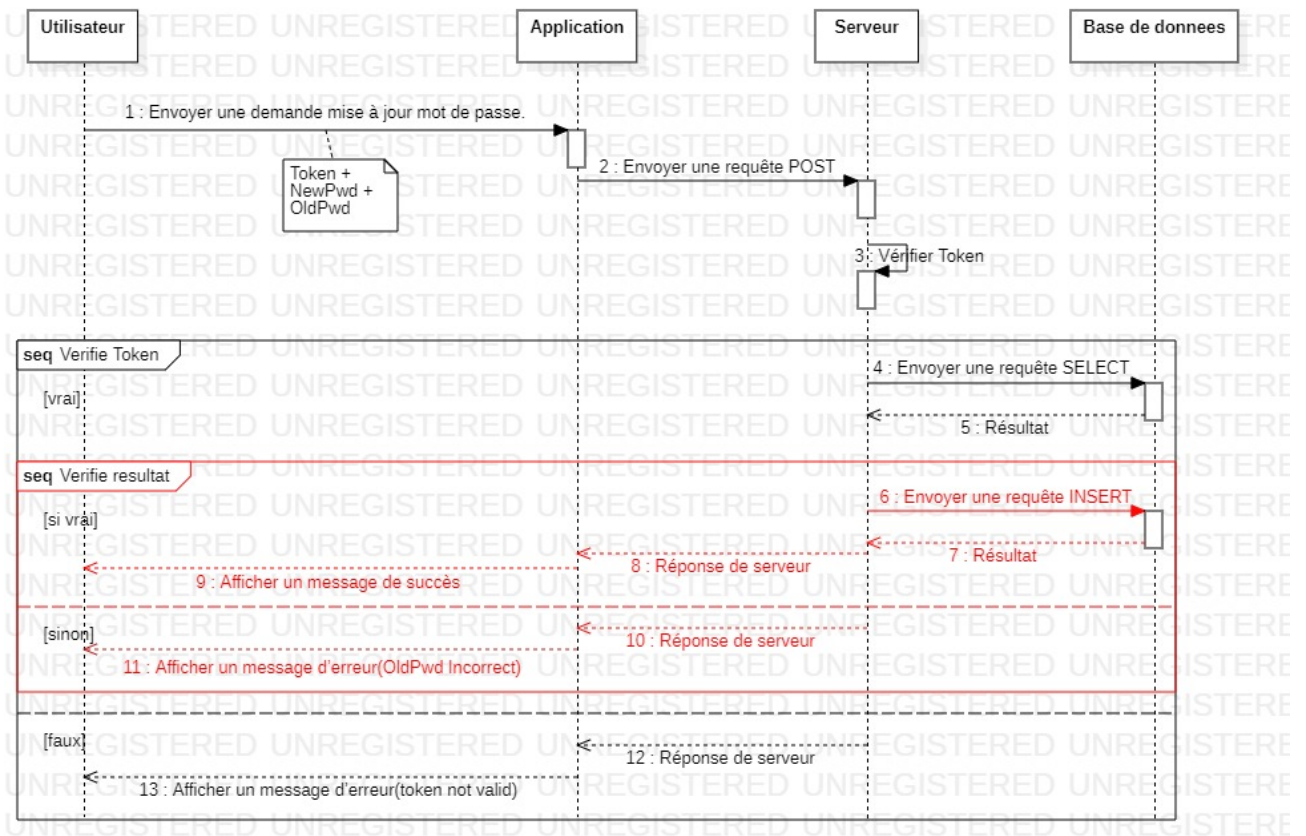 Utilisateur
Application
Serveur
Base de donnees
1 : Envoyer une demande mise à jour mot de passe.
Token +
NewPwd +
OldPwd
2 : Envoyer une requête POST
3 : Vérifier Token
seq Verifie Token
[vrai]
4 : Envoyer une requête SELECT
5 : Résultat
seq Verifie resultat
[si vrai]
6 : Envoyer une requête INSERT
7 : Résultat
8 : Réponse de serveur
9 : Afficher un message de succès
[sinon]
10 : Réponse de serveur
11 : Afficher un message d'erreur(OldPwd Incorrect)
[faux]
12 : Réponse de serveur
13 : Afficher un message d'erreur(token not valid)
UNREGISTERED